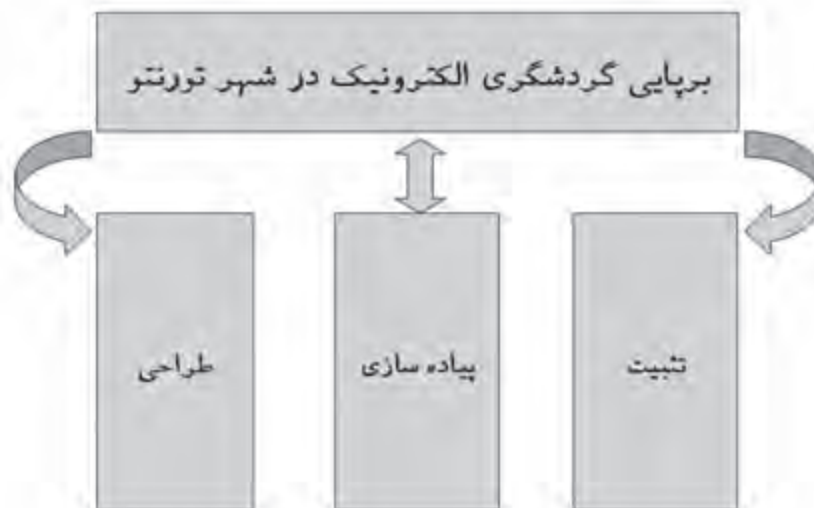 برپایی گردشگری الکترونیک در شهر تورنتو
تثبیت
پیاده سازی
طراحی